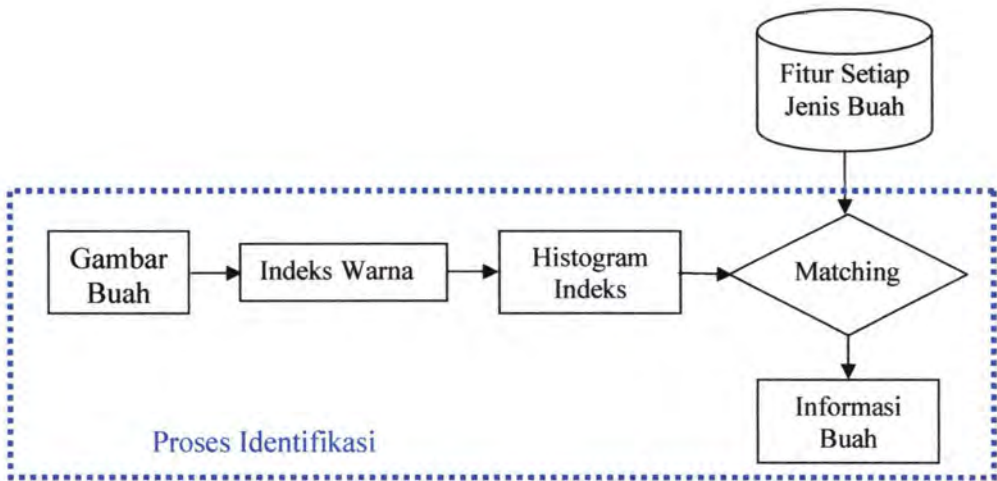 Fitur Setiap
Jenis Buah
Gambar
Buah
Indeks Warna
Histogram
Indeks
Matching
Informasi
Buah
Proses Identifikasi